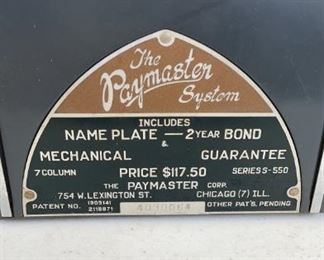 The
Paymaster
System
INCLUDES
NAME PLATE — 2 YEAR BOND
&
MECHANICAL GUARANTEE
7 COLUMN PRICE $117.50 SERIES S-550
THE PAYMASTER CORP.
754 W. LEXINGTON ST. CHICAGO (7) ILL.
PATENT NO. 1909141 2118871 OTHER PAT'S. PENDING